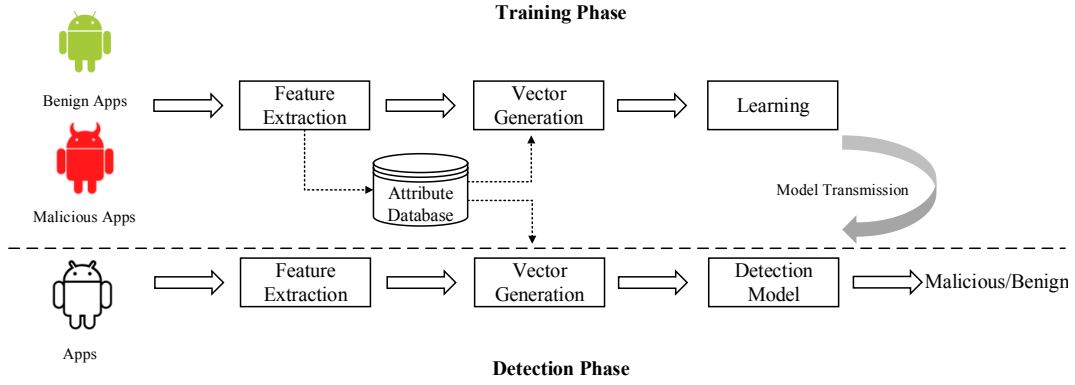 Training Phase
Benign Apps
Malicious Apps
Feature
Extraction
Vector
Generation
Learning
Attribute
Database
Model Transmission
Apps
Feature
Extraction
Vector
Generation
Detection
Model
Malicious/Benign
Detection Phase